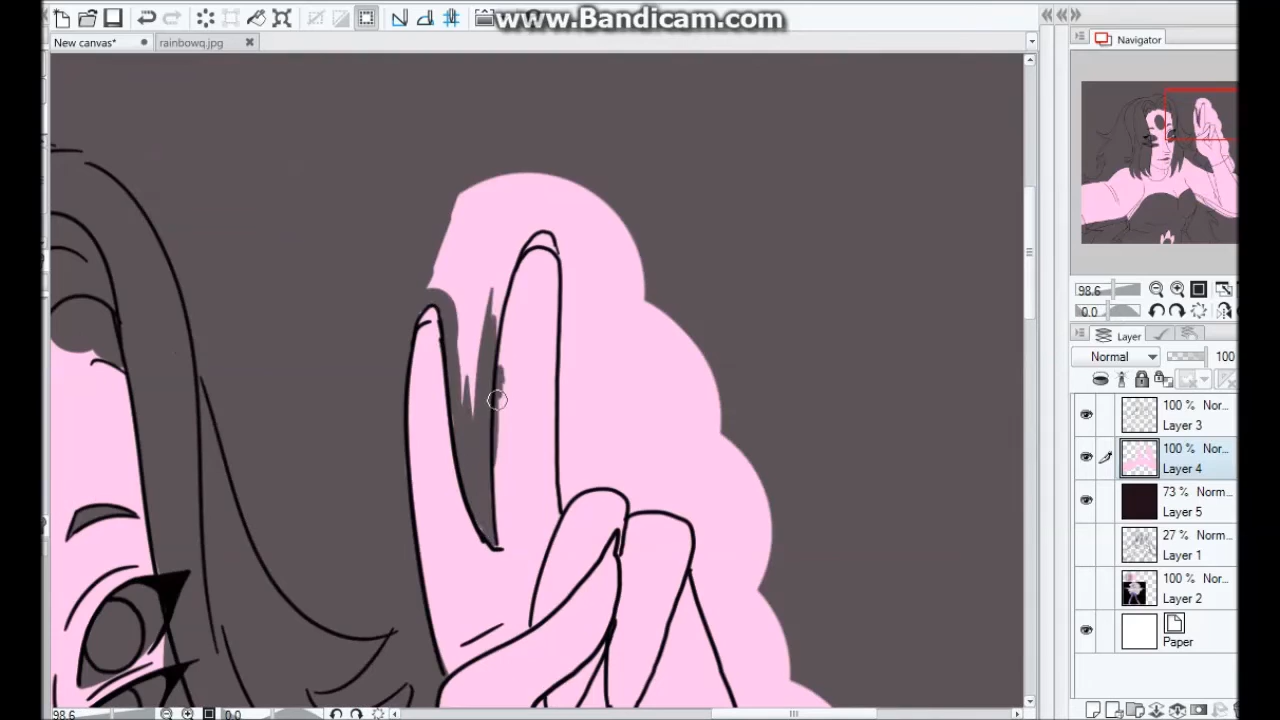 www.Bandicam.com
New canvas*
rainbowq.jpg
Navigator
98.6
0.0
Layer
Normal
100
100 % Nor...
Layer 3
100 % Nor...
Layer 4
73 % Norm...
Layer 5
27 % Norm...
Layer 1
100 % Nor...
Layer 2
Paper
98.6
0.0